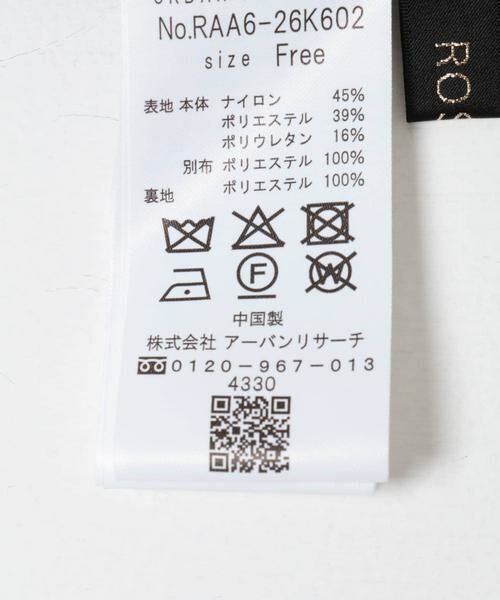 No.RAA6-26K602
size Free
表地 本体 ナイロン 45%
ポリエステル 39%
ポリウレタン 16%
別布 ポリエステル 100%
裏地 ポリエステル 100%
F W
中国製
株式会社 アーバンリサーチ
0120-967-013
4330
ROS